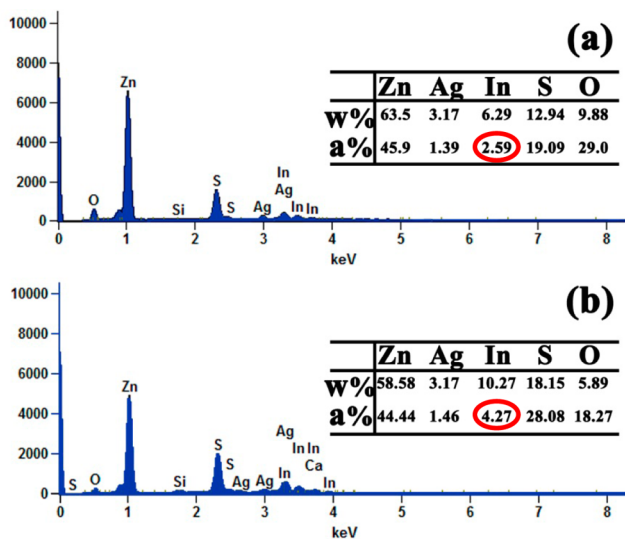 10000
8000
6000
4000
2000
0
(a)
Zn Ag In S O
w% 63.5 3.17 6.29 12.94 9.88
a% 45.9 1.39 2.59 19.09 29.0
Zn
O
Si
S
S
Ag
In
Ag
In
In
0 1 2 3 4 5 6 7 8
keV
10000
8000
6000
4000
2000
0
(b)
Zn Ag In S O
w% 58.58 3.17 10.27 18.15 5.89
a% 44.44 1.46 4.27 28.08 18.27
S
O
Zn
Si
S
S
Ag
Ag
Ag
In
In In
Ca
In
0 1 2 3 4 5 6 7 8
keV